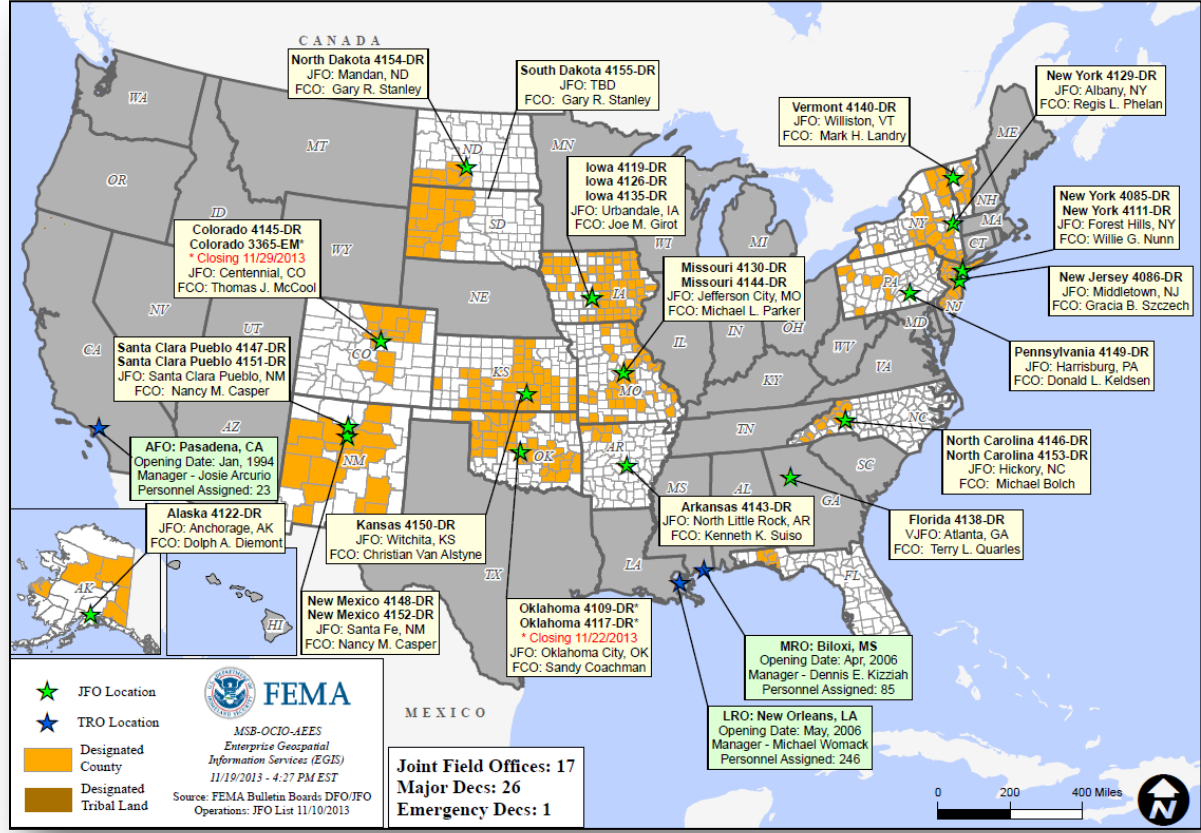 CANADA
North Dakota 4154-DR
JFO: Mandan, ND
FCO: Gary R. Stanley
South Dakota 4155-DR
JFO: TBD
FCO: Gary R. Stanley
New York 4129-DR
JFO: Albany, NY
FCO: Regis L. Phelan
Vermont 4140-DR
JFO: Williston, VT
FCO: Mark H. Landry
WA
MT
ND
MN
ME
OR
ID
WY
SD
WI
MI
NY
NH
MA
CT
Iowa 4119-DR
Iowa 4126-DR
Iowa 4135-DR
JFO: Urbandale, IA
FCO: Joe M. Girot
New York 4085-DR
New York 4111-DR
JFO: Forest Hills, NY
FCO: Willie G. Nunn
Colorado 4145-DR
Colorado 3365-EM*
* Closing 11/29/2013
JFO: Centennial, CO
FCO: Thomas J. McCool
Missouri 4130-DR
Missouri 4144-DR
JFO: Jefferson City, MO
FCO: Michael L. Parker
New Jersey 4086-DR
JFO: Middletown, NJ
FCO: Gracia B. Szczech
NV
UT
NE
IA
PA
NJ
CA
CO
KS
MO
IL
IN
OH
MD
WV
VA
KY
Santa Clara Pueblo 4147-DR
Santa Clara Pueblo 4151-DR
JFO: Santa Clara Pueblo, NM
FCO: Nancy M. Casper
Pennsylvania 4149-DR
JFO: Harrisburg, PA
FCO: Donald L. Keldsen
AZ
NM
OK
AR
TN
NC
SC
MS
AL
GA
AFO: Pasadena, CA
Opening Date: Jan, 1994
Manager - Josie Arcurio
Personnel Assigned: 23
North Carolina 4146-DR
North Carolina 4153-DR
JFO: Hickory, NC
FCO: Michael Bolch
Alaska 4122-DR
JFO: Anchorage, AK
FCO: Dolph A. Diemont
Kansas 4150-DR
JFO: Witchita, KS
FCO: Christian Van Alstyne
Arkansas 4143-DR
JFO: North Little Rock, AR
FCO: Kenneth K. Suiso
Florida 4138-DR
VJFO: Atlanta, GA
FCO: Terry L. Quarles
AK
HI
TX
LA
FL
New Mexico 4148-DR
New Mexico 4152-DR
JFO: Santa Fe, NM
FCO: Nancy M. Casper
Oklahoma 4109-DR*
Oklahoma 4117-DR*
* Closing 11/22/2013
JFO: Oklahoma City, OK
FCO: Sandy Coachman
MRO: Biloxi, MS
Opening Date: Apr, 2006
Manager - Dennis E. Kizziah
Personnel Assigned: 85
LRO: New Orleans, LA
Opening Date: May, 2006
Manager - Michael Womack
Personnel Assigned: 246
MEXICO
JFO Location
TRO Location
Designated
County
Designated
Tribal Land
FEMA
MSB-OCIO-AEES
Enterprise Geospatial
Information Services (EGIS)
11/19/2013 - 4:27 PM EST
Source: FEMA Bulletin Boards DFO/JFO
Operations: JFO List 11/10/2013
Joint Field Offices: 17
Major Decs: 26
Emergency Decs: 1
0 200 400 Miles
N